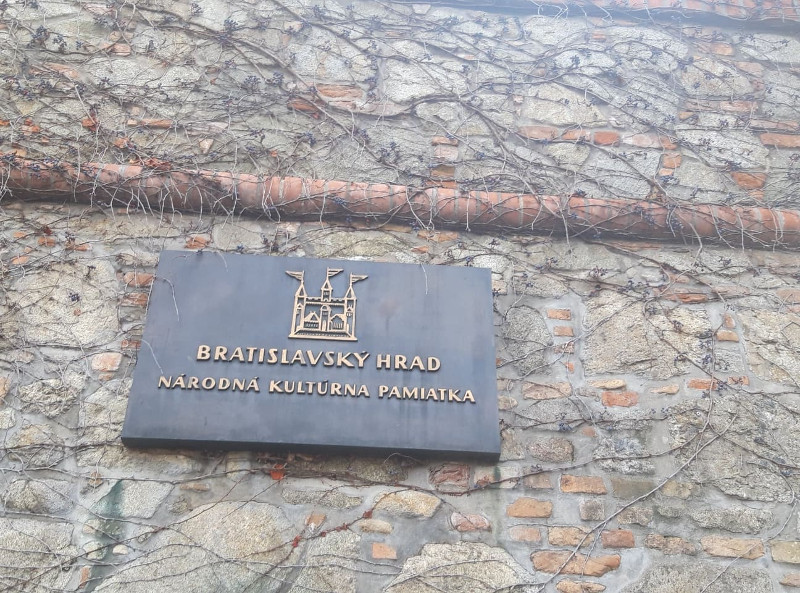 BRATISLAVSKÝ HRAD
NÁRODNÁ KULTÚRNA PAMIATKA